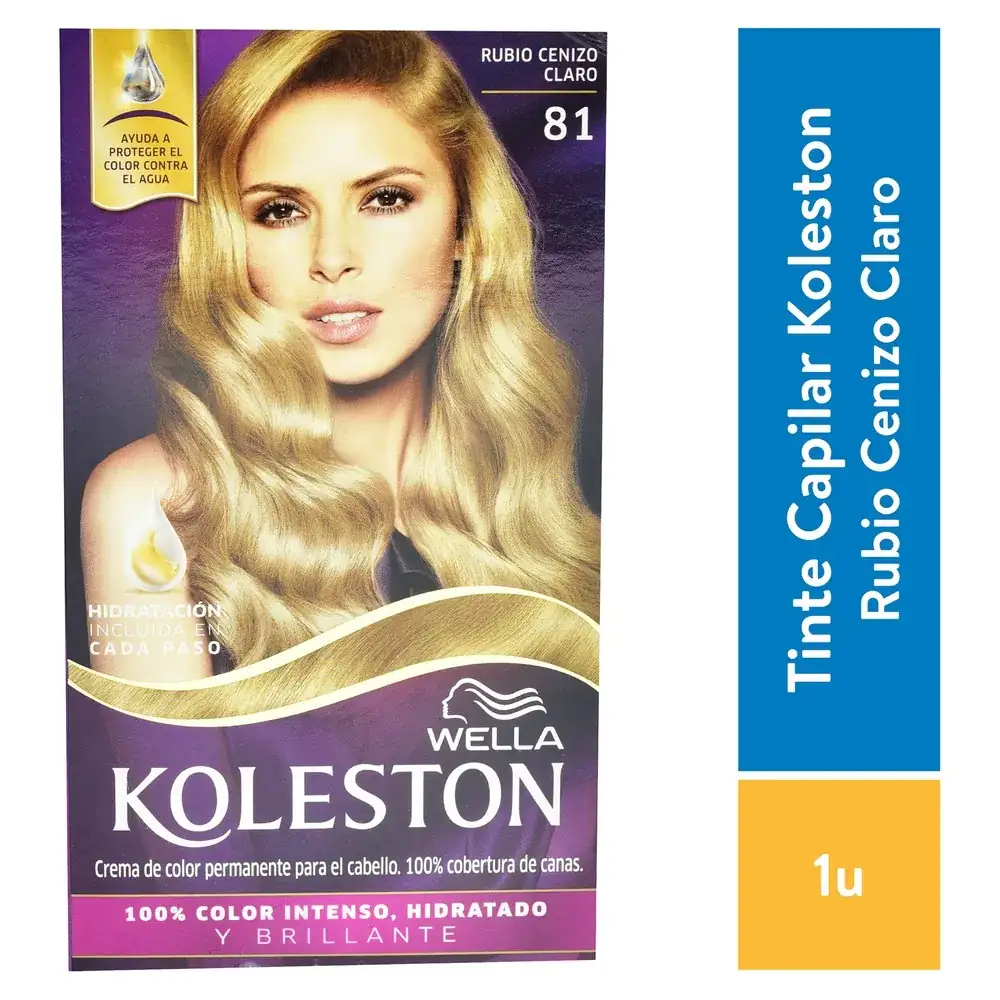 AYUDA A
PROTEGER EL
COLOR CONTRA
EL AGUA
RUBIO CENIZO
CLARO
81
HIDRATACIÓN
INCLUIDA EN
CADA PASO
WELLA
KOLESTON
Crema de color permanente para el cabello. 100% cobertura de canas.
100% COLOR INTENSO, HIDRATADO
Y BRILLANTE
Tinte Capilar Koleston
Rubio Cenizo Claro
1u